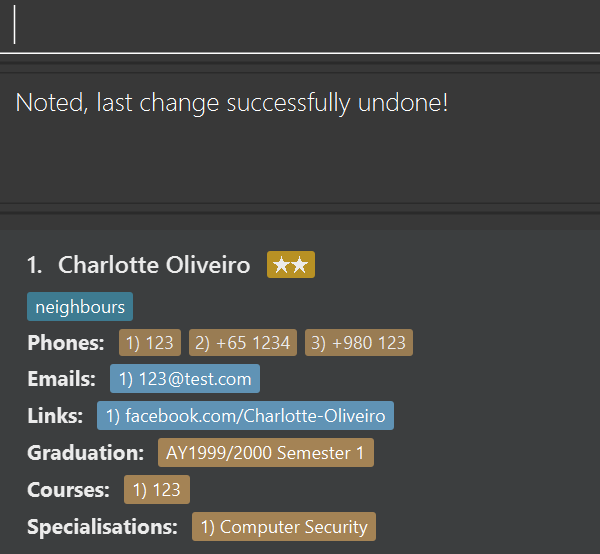 Noted, last change successfully undone!
1. Charlotte Oliveiro ★★
neighbours
Phones: 1) 123 2) +65 1234 3) +980 123
Emails: 1) 123@test.com
Links: 1) facebook.com/Charlotte-Oliveiro
Graduation: AY1999/2000 Semester 1
Courses: 1) 123
Specialisations: 1) Computer Security